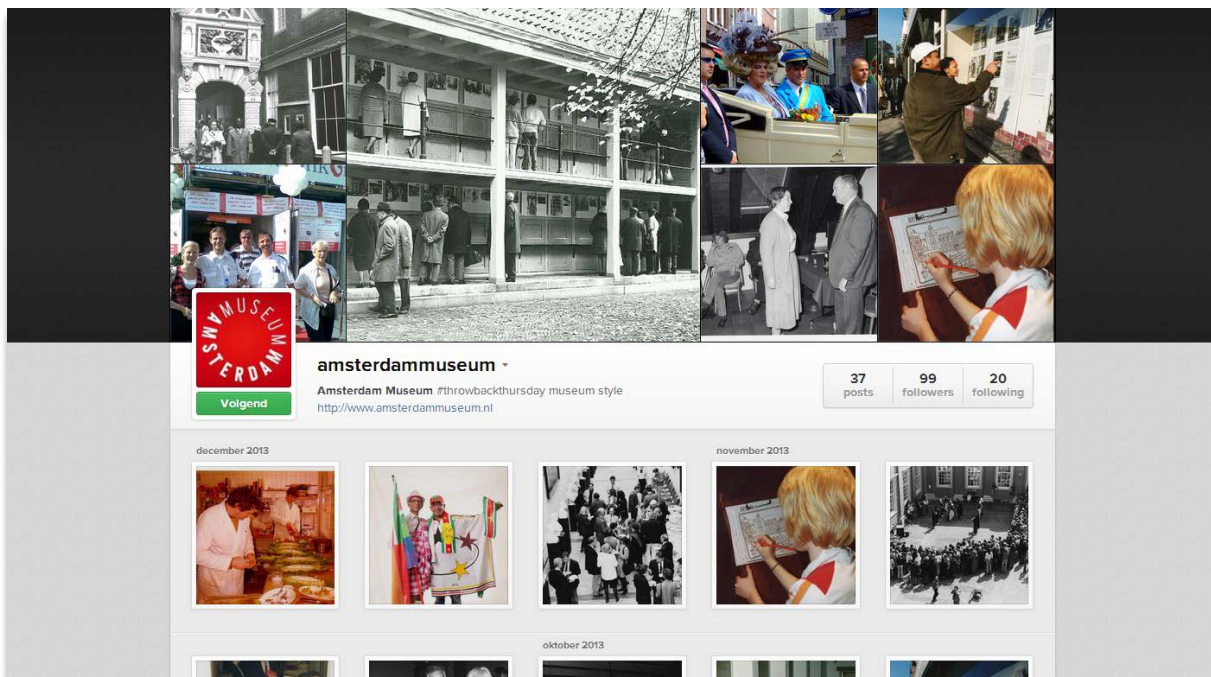 AMSTERDAM MUSEUM
Volgend
amsterdammuseum
Amsterdam Museum #throwbackthursday museum style
http://www.amsterdammuseum.nl
37 posts
99 followers
20 following
december 2013
november 2013
oktober 2013